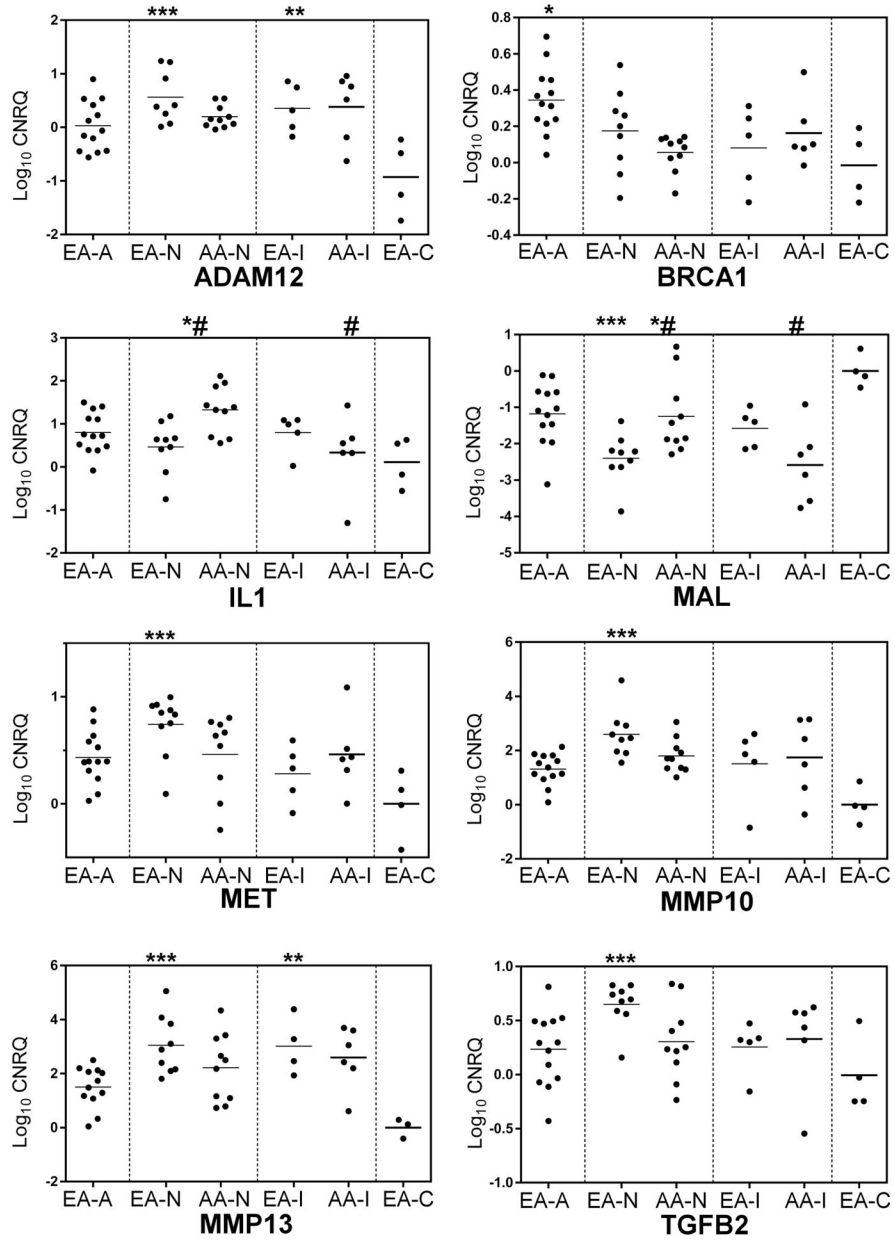 *** **
Log₁₀ CNRQ
2
1
0
-1
-2
EA-A EA-N AA-N EA-I AA-I EA-C
ADAM12
*
Log₁₀ CNRQ
0.8
0.6
0.4
0.2
0.0
0.2
0.4
EA-A EA-N AA-N EA-I AA-I EA-C
BRCA1
*# #
Log₁₀ CNRQ
3
2
1
0
-1
-2
EA-A EA-N AA-N EA-I AA-I EA-C
IL1
*** *# #
Log₁₀ CNRQ
1
0
-1
-2
-3
-4
-5
EA-A EA-N AA-N EA-I AA-I EA-C
MAL
***
Log₁₀ CNRQ
1
0
EA-A EA-N AA-N EA-I AA-I EA-C
MET
***
Log₁₀ CNRQ
6
4
2
0
-2
EA-A EA-N AA-N EA-I AA-I EA-C
MMP10
*** **
Log₁₀ CNRQ
6
4
2
0
-2
EA-A EA-N AA-N EA-I AA-I EA-C
MMP13
***
Log₁₀ CNRQ
1.0
0.5
0.0
-0.5
-1.0
EA-A EA-N AA-N EA-I AA-I EA-C
TGFB2